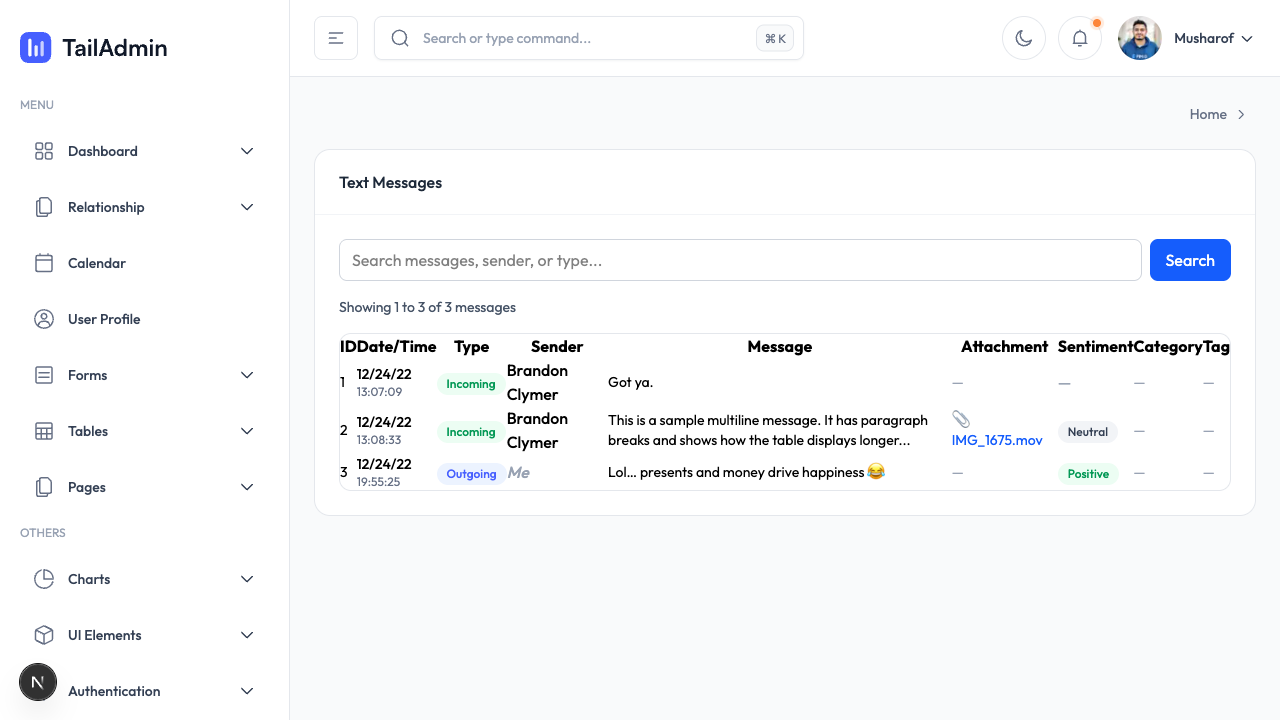 TailAdmin
Search or type command...
⌘ K
Musharof
MENU
Home
Dashboard
Relationship
Calendar
User Profile
Forms
Tables
Pages
OTHERS
Charts
UI Elements
Authentication
N
Text Messages
Search messages, sender, or type...
Search
Showing 1 to 3 of 3 messages
ID Date/Time Type Sender Message Attachment Sentiment Category Tag
1 12/24/22 13:07:09 Incoming Brandon Clymer Got ya. — — — —
2 12/24/22 13:08:33 Incoming Brandon Clymer This is a sample multiline message. It has paragraph
breaks and shows how the table displays longer... 📎 IMG_1675.mov Neutral — —
3 12/24/22 19:55:25 Outgoing Me Lol... presents and money drive happiness 😂 — Positive — —